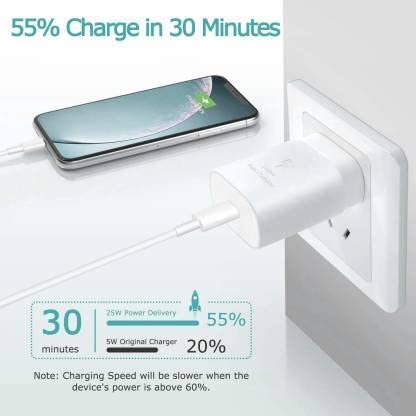 55% Charge in 30 Minutes
30
minutes
25W Power Delivery
55%
5W Original Charger
20%
Note: Charging Speed will be slower when the
device's power is above 60%.